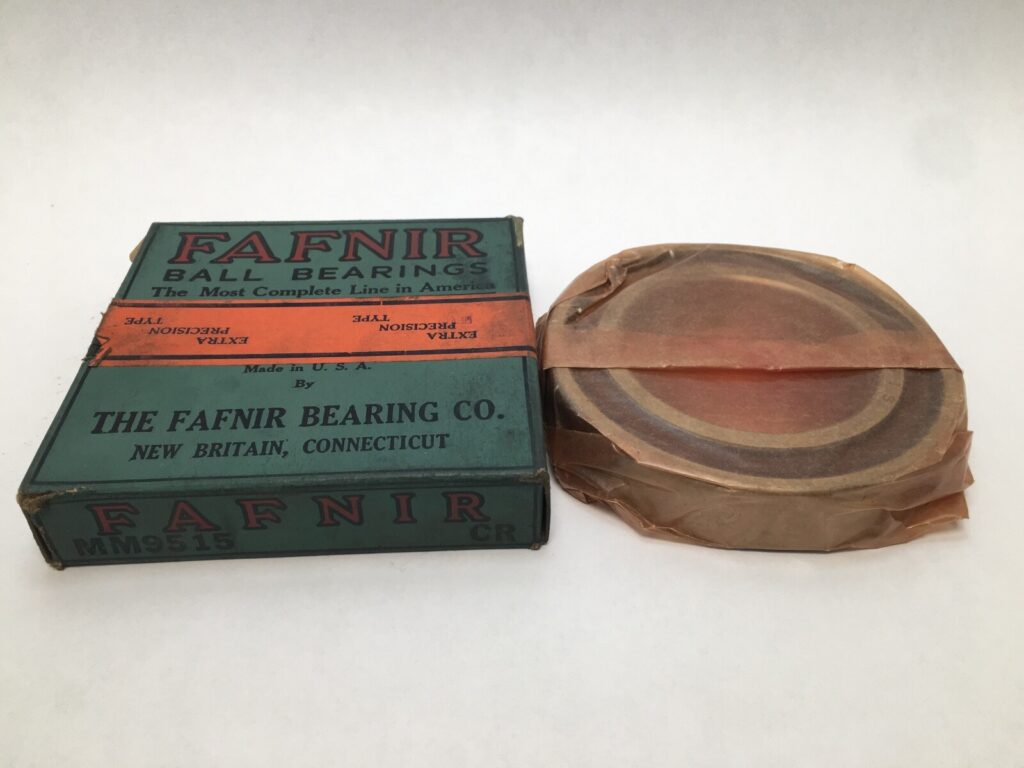 FAFNIR
BALL BEARINGS
The Most Complete Line in America
EXTRA PRECISION TYPE
EXTRA PRECISION TYPE
Made in U. S. A.
By
THE FAFNIR BEARING CO.
NEW BRITAIN, CONNECTICUT
FAFNIR
MM9515 CR